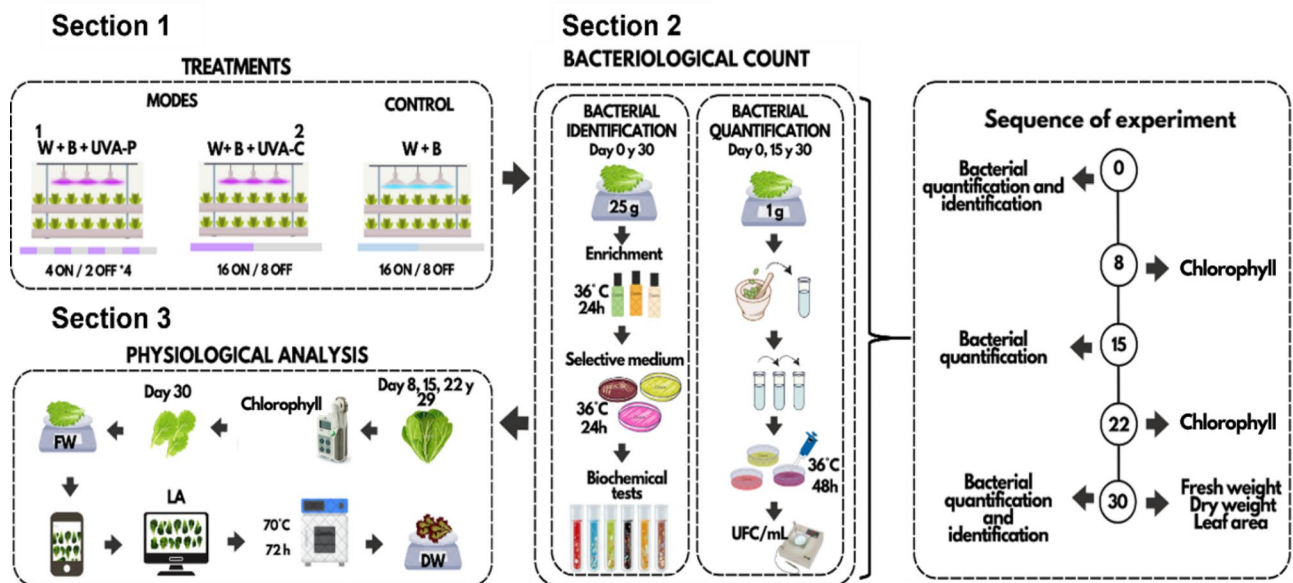 Section 1
TREATMENTS
MODES
CONTROL
1
W + B + UVA-P
2
W+ B + UVA-C
W + B
4 ON / 2 OFF *4
16 ON / 8 OFF
16 ON / 8 OFF
Section 2
BACTERIOLOGICAL COUNT
BACTERIAL
IDENTIFICATION
Day 0 y 30
25 g
Enrichment
36°C
24h
Selective medium
36°C
24h
Biochemical
tests
BACTERIAL
QUANTIFICATION
Day 0, 15 y 30
1g
36°C
48h
UFC/mL
Section 3
PHYSIOLOGICAL ANALYSIS
Day 8, 15, 22 y
29
Chlorophyll
Day 30
FW
LA
70°C
72 h
DW
Sequence of experiment
0
Bacterial
quantification and
identification
8
Chlorophyll
15
Bacterial
quantification
22
Chlorophyll
30
Bacterial
quantification
and
identification
Fresh weight
Dry weight
Leaf area